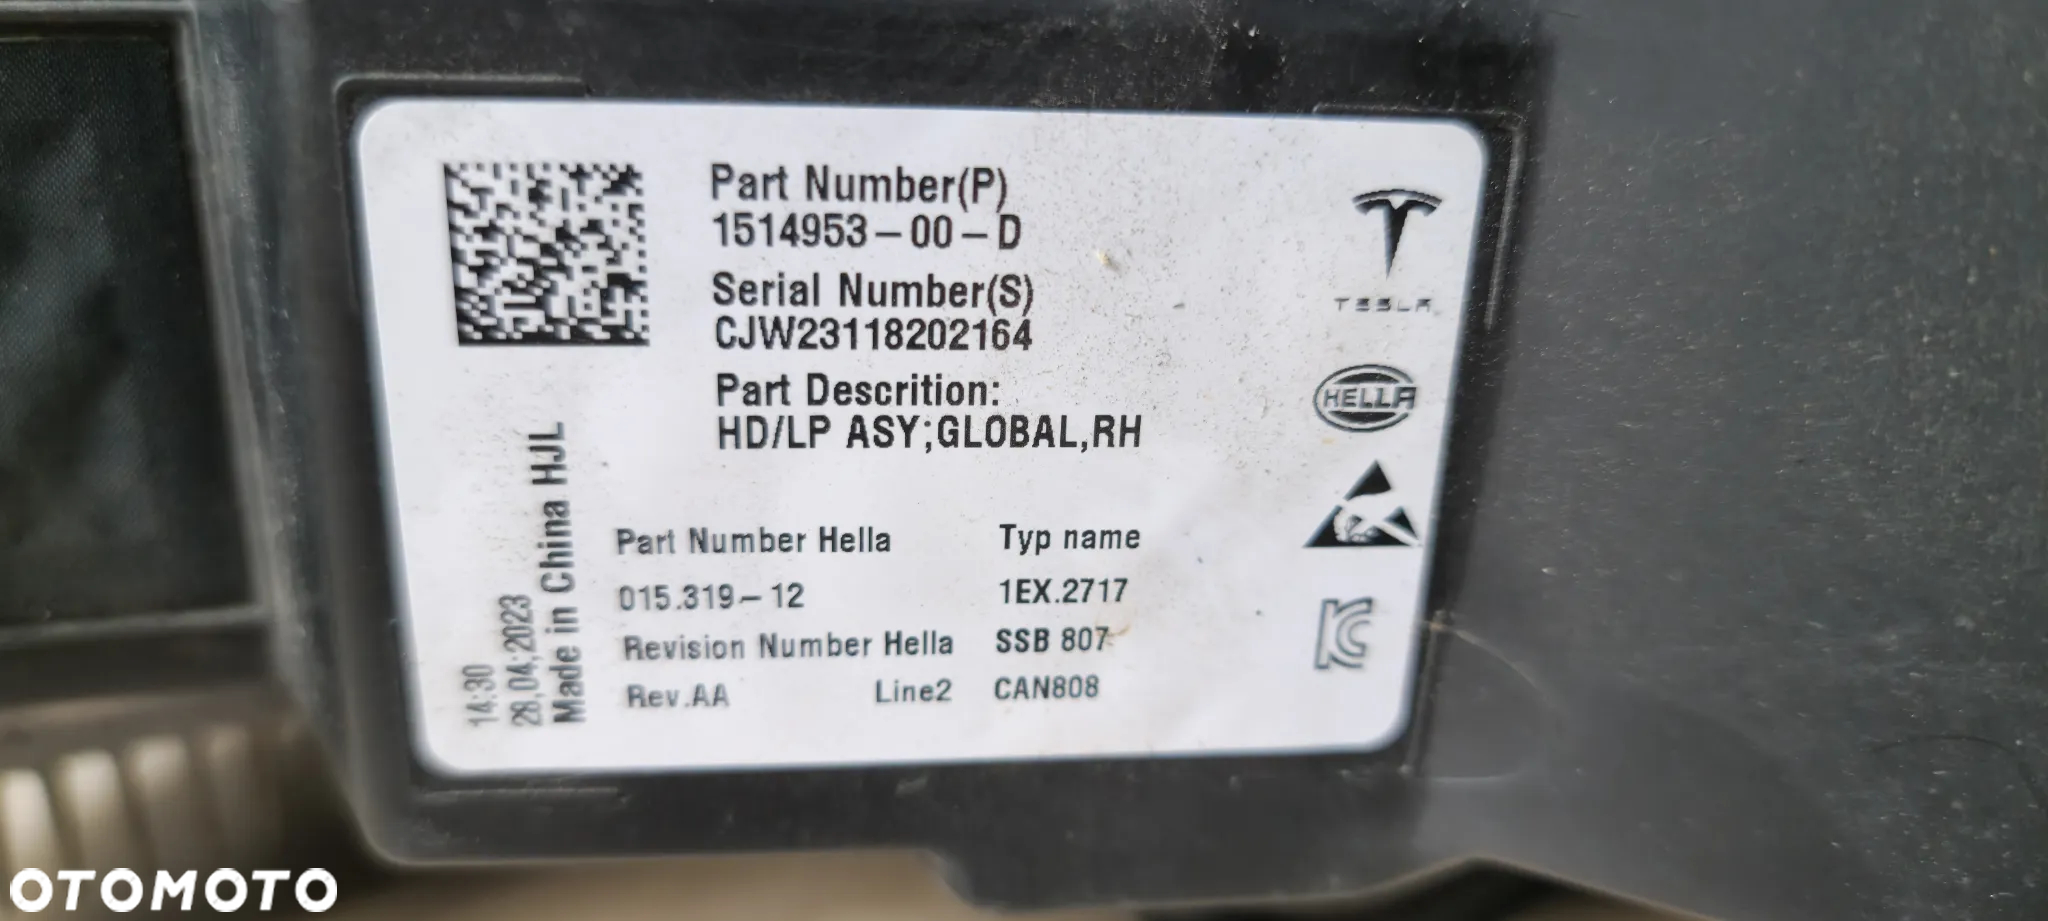 Part Number(P)
1514953-00-D
Serial Number(S)
CJW23118202164
Part Descrition:
HD/LP ASY;GLOBAL,RH
TESLA
HELLA
14:30
28,04;2023
Made in China HJL
Part Number Hella Typ name
015.319-12 1EX.2717
Revision Number Hella SSB 807
Rev.AA Line2 CAN808
OTOMOTO